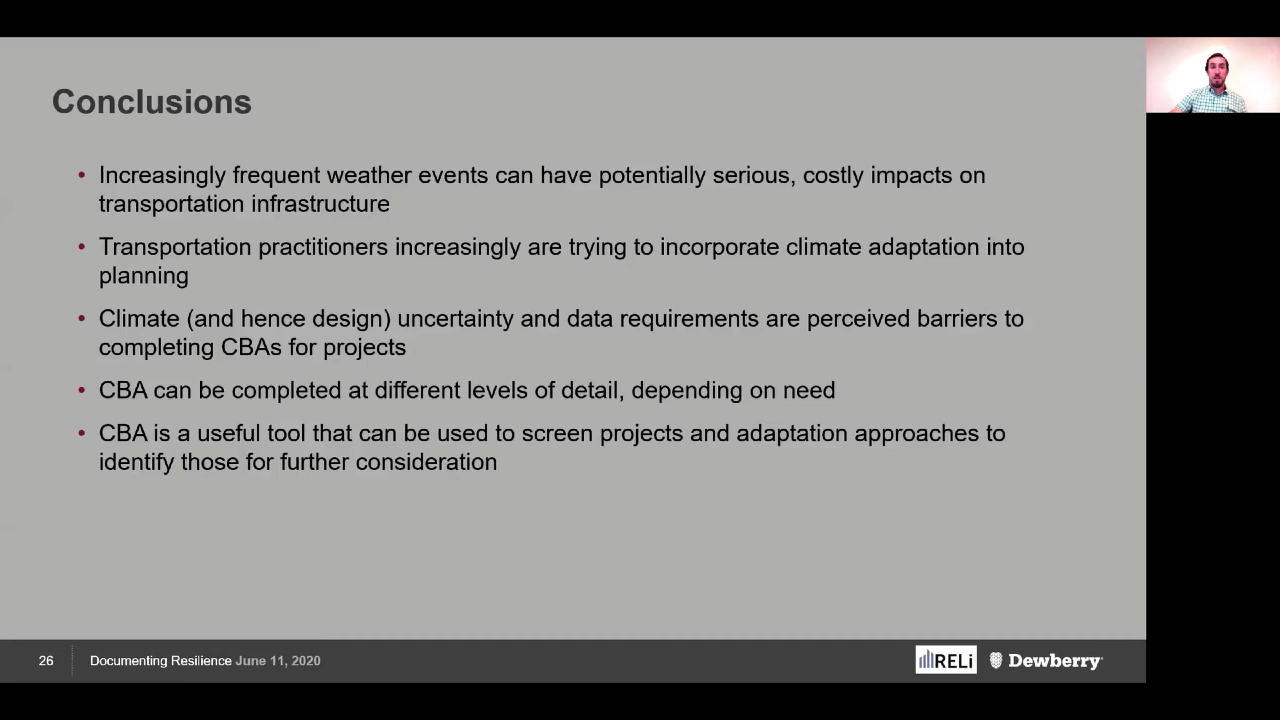 Conclusions
• Increasingly frequent weather events can have potentially serious, costly impacts on
transportation infrastructure
• Transportation practitioners increasingly are trying to incorporate climate adaptation into
planning
• Climate (and hence design) uncertainty and data requirements are perceived barriers to
completing CBAs for projects
• CBA can be completed at different levels of detail, depending on need
• CBA is a useful tool that can be used to screen projects and adaptation approaches to
identify those for further consideration
26 Documenting Resilience June 11, 2020 RELi Dewberry